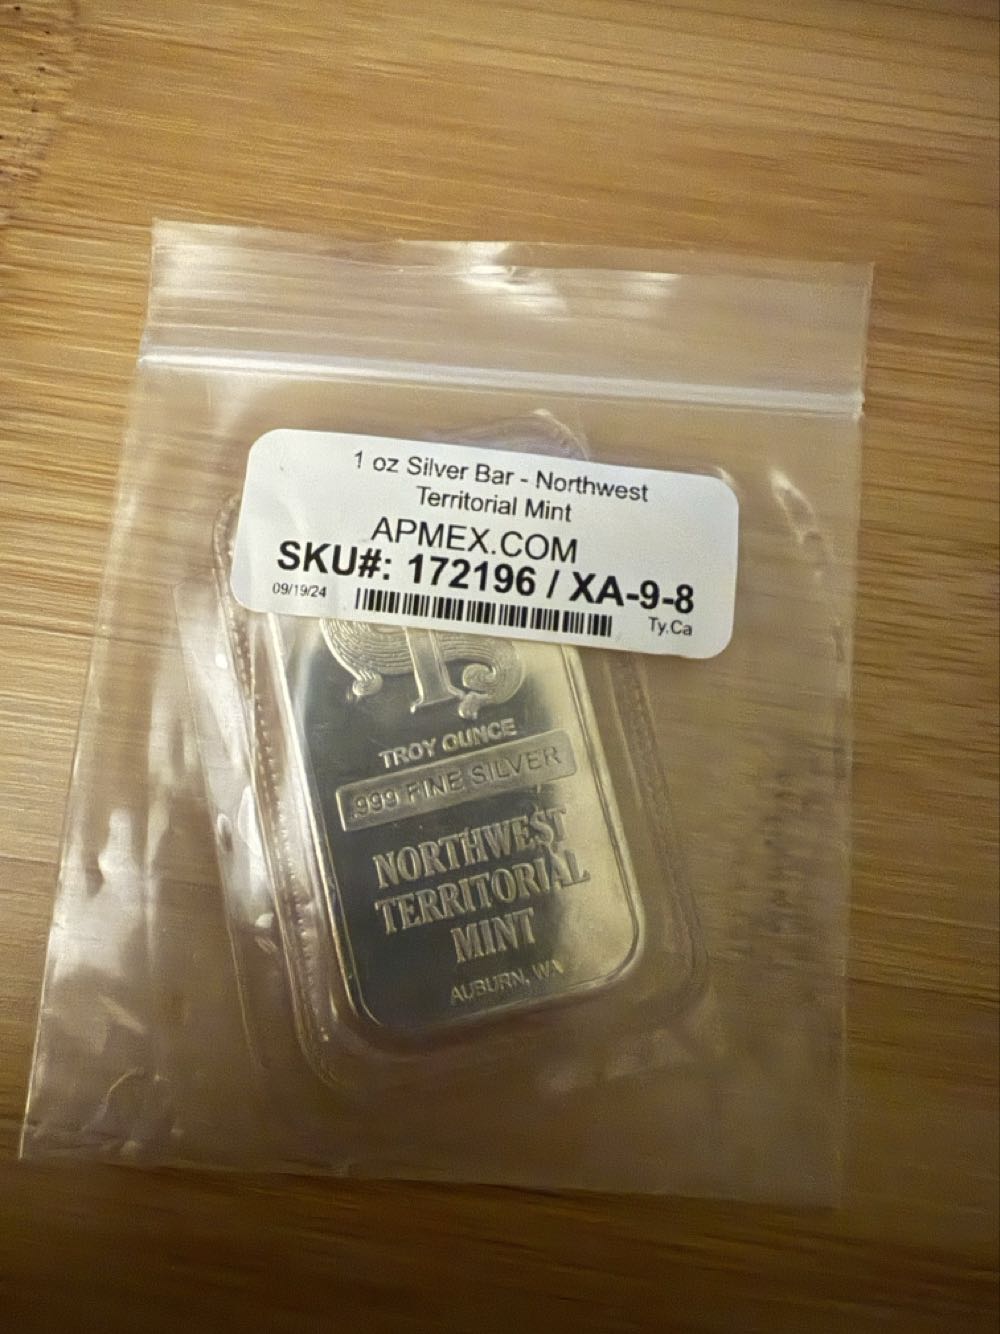 1 oz Silver Bar - Northwest
Territorial Mint
APMEX.COM
SKU#: 172196 / XA-9-8
09/19/24
Ty.Ca
1
TROY OUNCE
.999 FINE SILVER
NORTHWEST
TERRITORIAL
MINT
AUBURN, WA